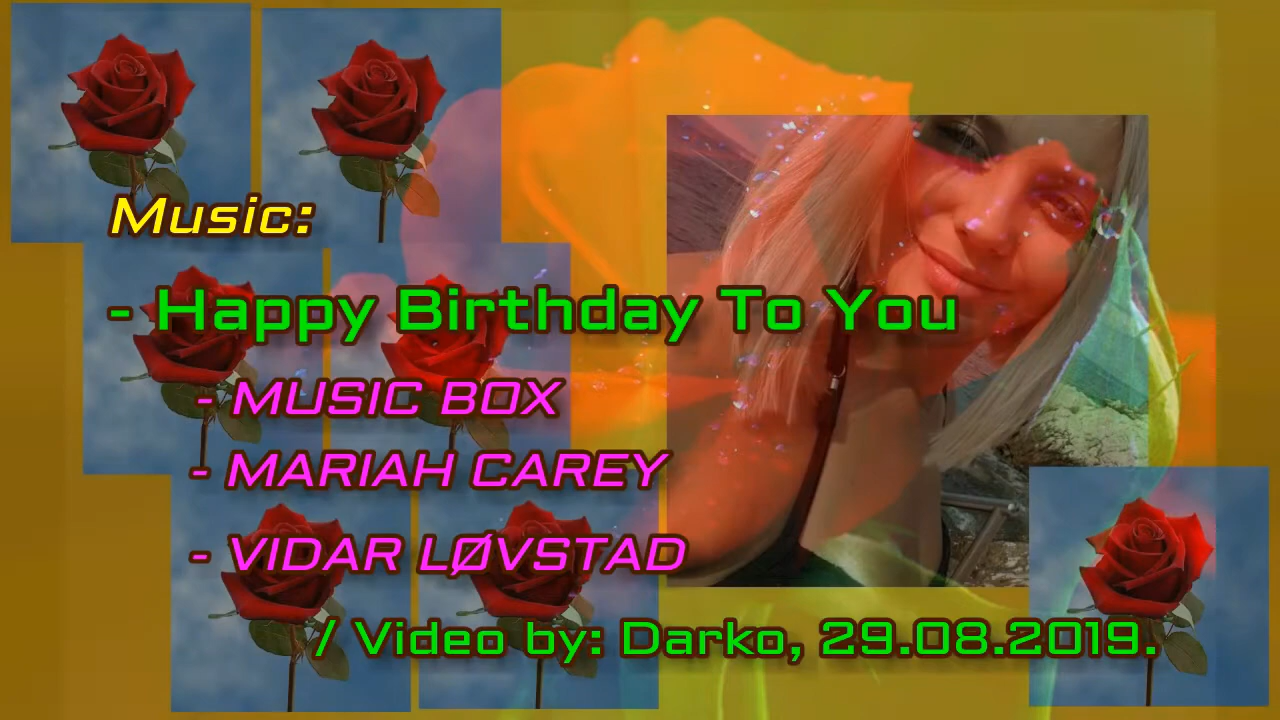 Music:
- Happy Birthday To You
- MUSIC BOX
- MARIAH CAREY
- VIDAR LØVSTAD
/ Video by: Darko, 29.08.2019.